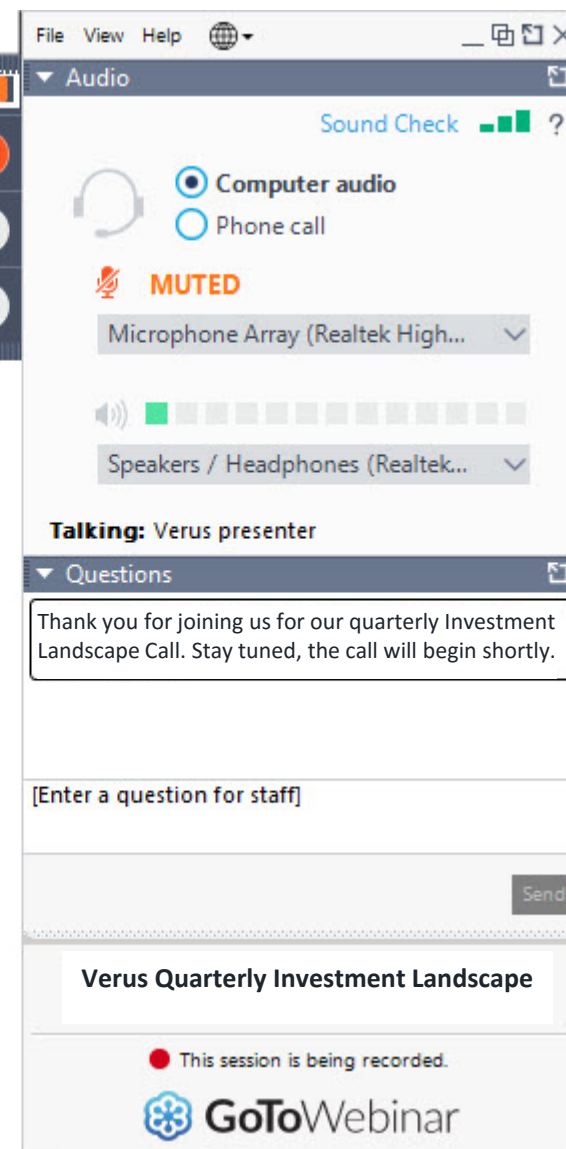 File View Help
Audio
Sound Check ?
Computer audio
Phone call
MUTED
Microphone Array (Realtek High...
Speakers / Headphones (Realtek...
Talking: Verus presenter
Questions
Thank you for joining us for our quarterly Investment
Landscape Call. Stay tuned, the call will begin shortly.
[Enter a question for staff]
Send
Verus Quarterly Investment Landscape
This session is being recorded.
GoToWebinar